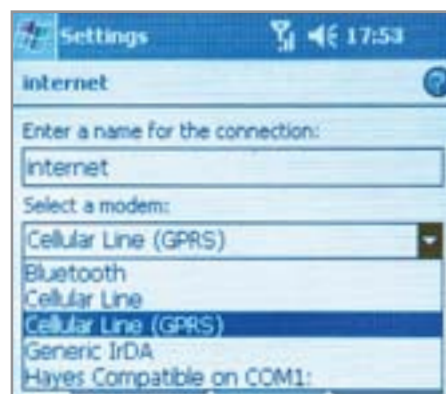 Settings 17:53
internet
Enter a name for the connection:
internet
Select a modem:
Cellular Line (GPRS)
Bluetooth
Cellular Line
Cellular Line (GPRS)
Generic IrDA
Hayes Compatible on COM1: